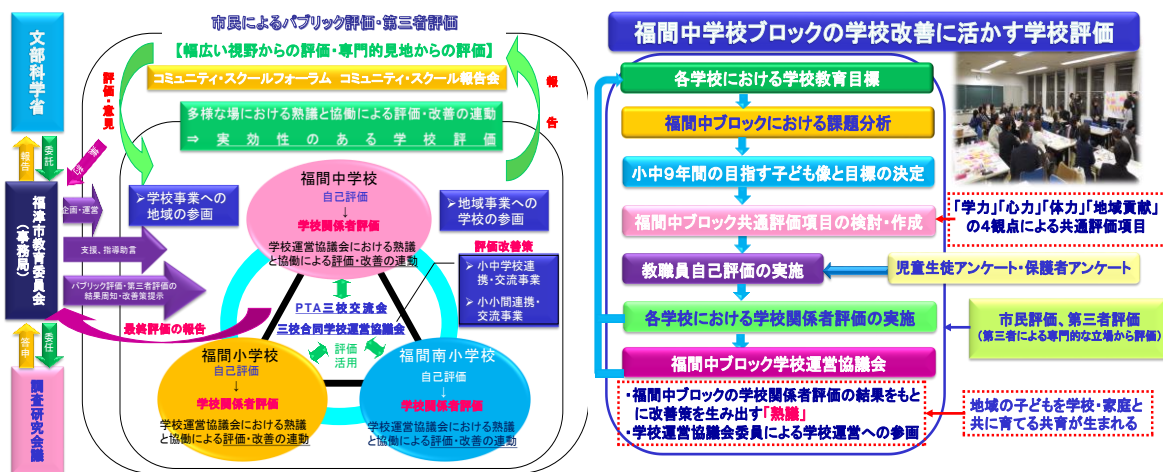 市民によるパブリック評価・第三者評価
【幅広い視野からの評価・専門的見地からの評価】
コミュニティ・スクールフォーラム コミュニティ・スクール報告会
多様な場における熟議と協働による評価・改善の連動
⇒ 実効性のある学校評価
文部科学省
報告
委託
福津市教育委員会
(事務局)
答申
委任
調査研究会議
評価・意見
報告
企画・運営
支援、指導助言
パブリック評価・第三者評価の
結果周知・改善策提示
最終評価の報告
➢学校事業への
地域の参画
➢地域事業への
学校の参画
福間中学校
自己評価
↓
学校関係者評価
学校運営協議会における熟議
と協働による評価・改善の連動
評価改善策
➢小中学校連
携・交流事業
➢小小間連携・
交流事業
PTA三校交流会
三校合同学校運営協議会
評価
活用
福間小学校
自己評価
↓
学校関係者評価
学校運営協議会における熟議
と協働による評価・改善の連動
福間南小学校
自己評価
↓
学校関係者評価
学校運営協議会における熟議
と協働による評価・改善の連動
福間中学校ブロックの学校改善に活かす学校評価
各学校における学校教育目標
福間中ブロックにおける課題分析
小中9年間の目指す子ども像と目標の決定
福間中ブロック共通評価項目の検討・作成
「学力」「心力」「体力」「地域貢献」
の4観点による共通評価項目
教職員自己評価の実施
児童生徒アンケート・保護者アンケート
各学校における学校関係者評価の実施
市民評価、第三者評価
(第三者による専門的な立場から評価)
福間中ブロック学校運営協議会
・福間中ブロックの学校関係者評価の結果をもと
に改善策を生み出す「熟議」
・学校運営協議会委員による学校運営への参画
地域の子どもを学校・家庭と
共に育てる共育が生まれる